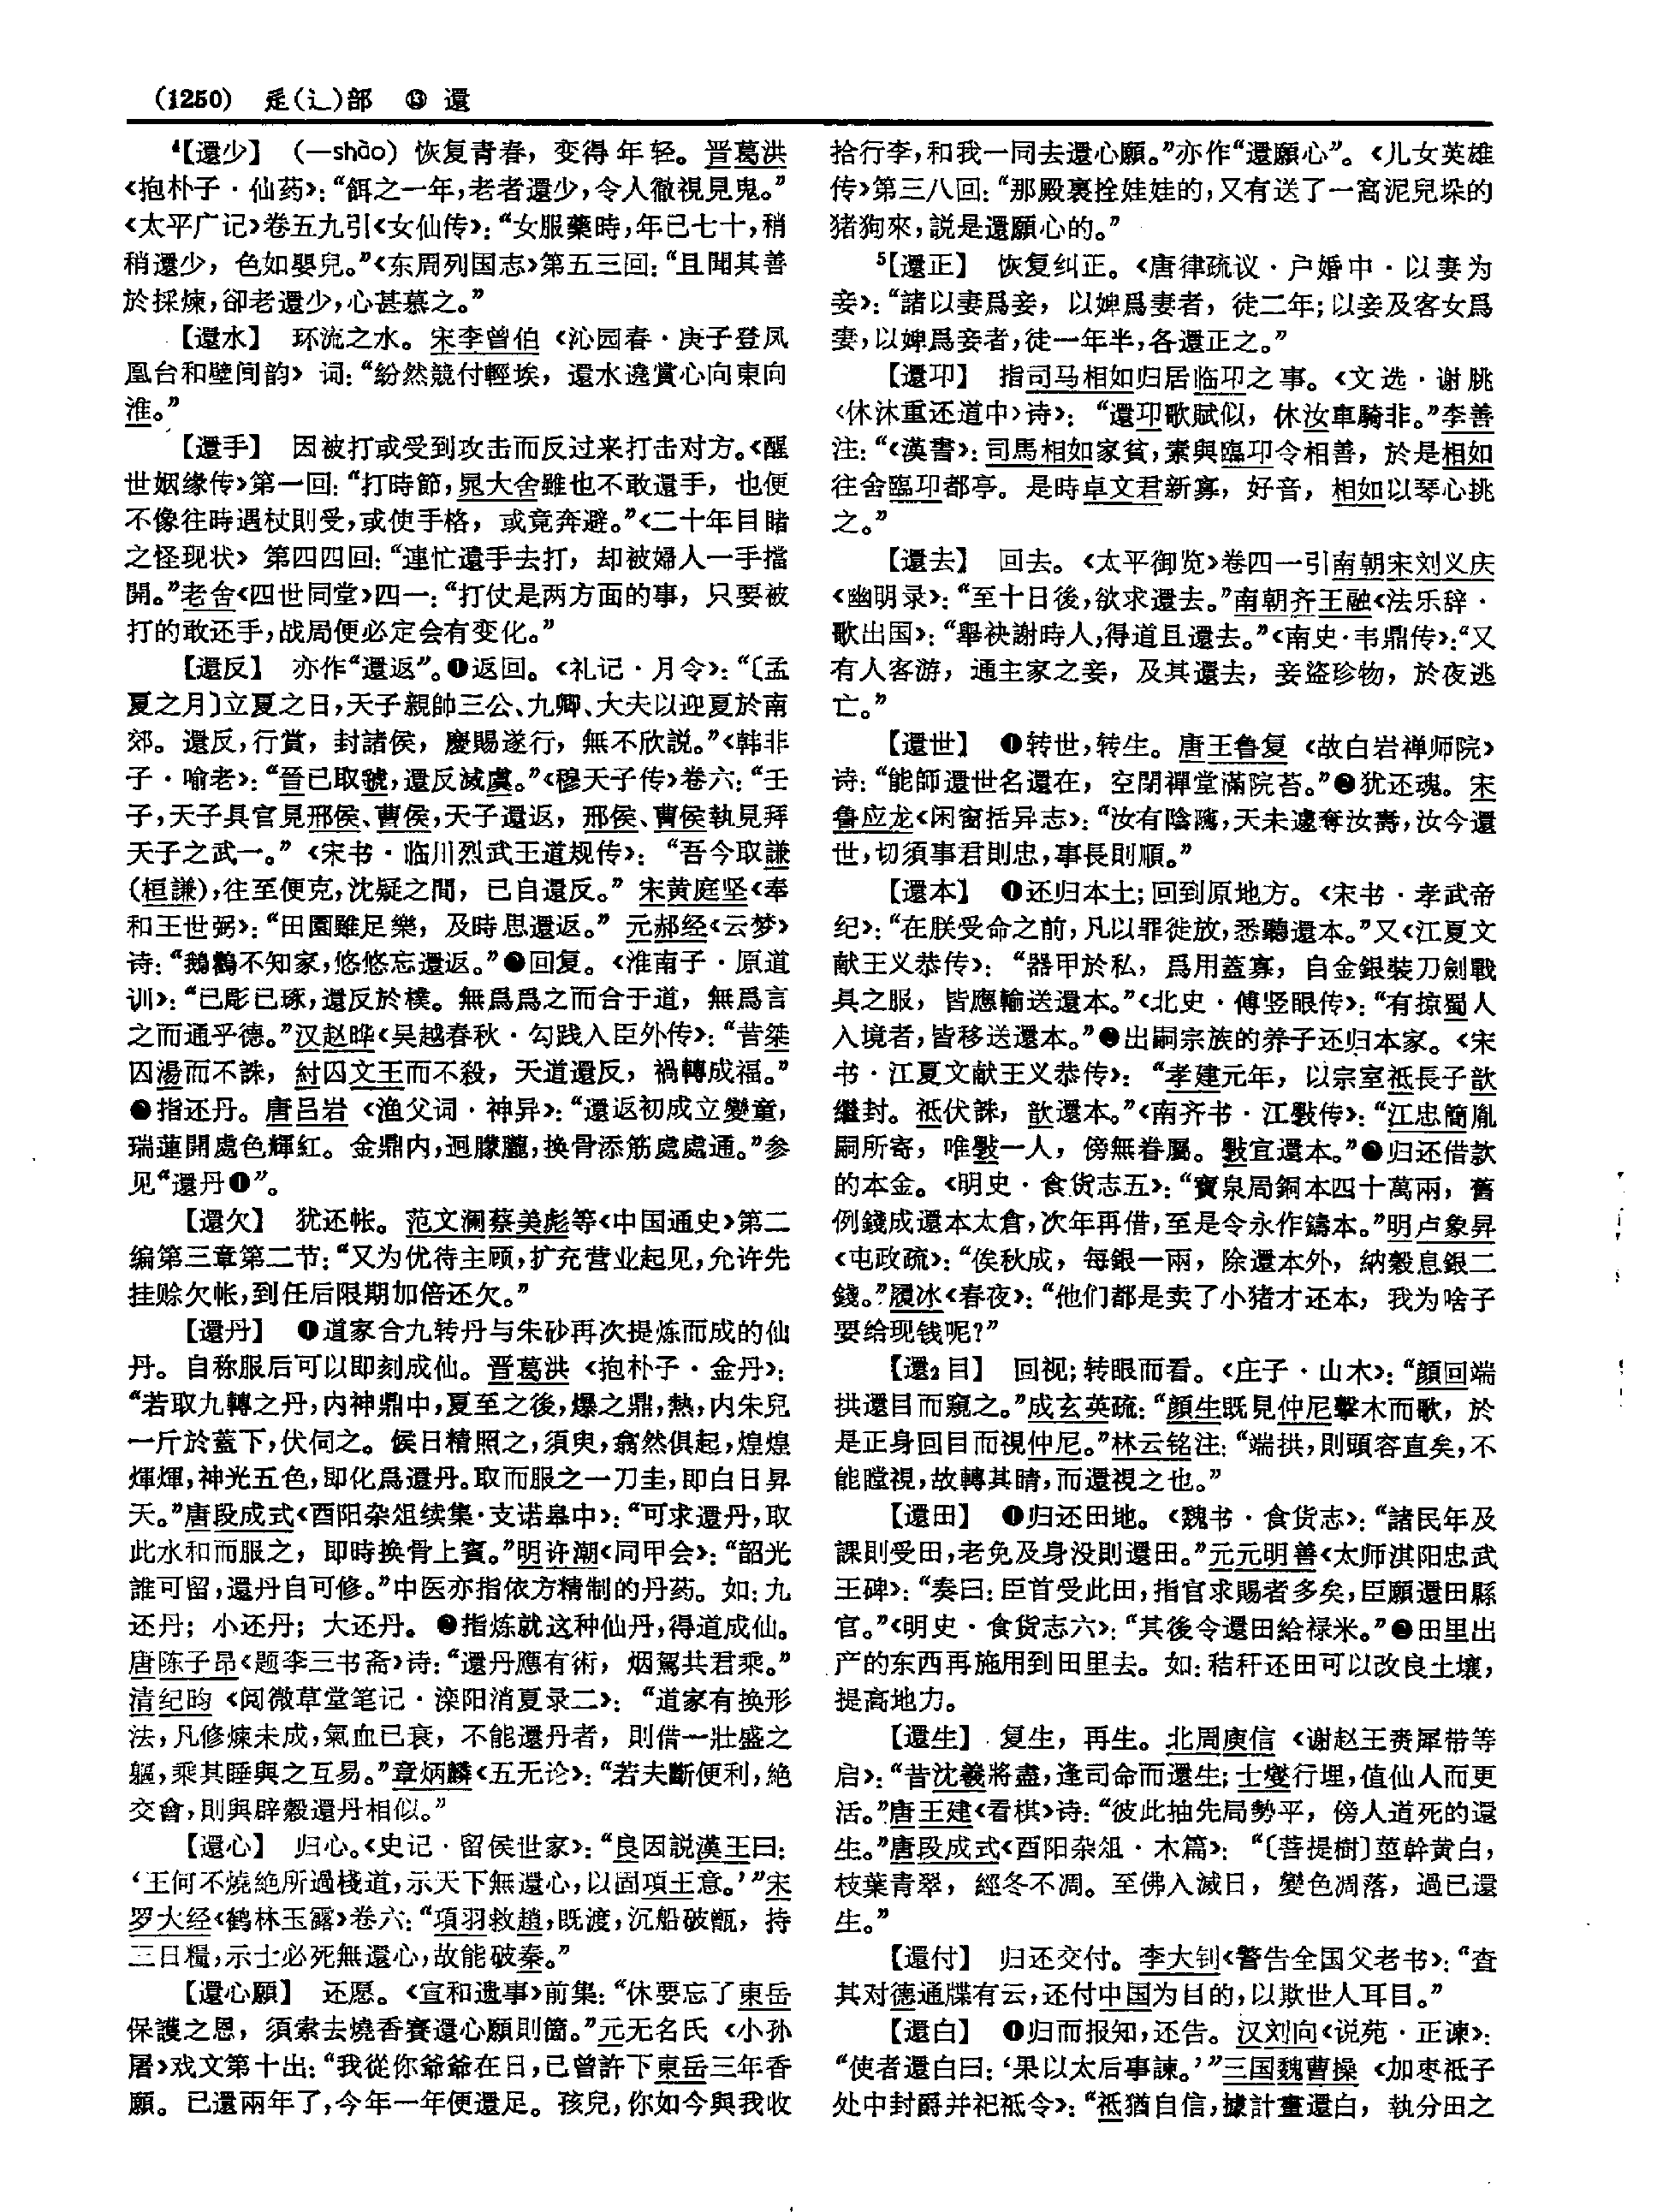 (1250) 辵(辶)部 ⑬ 還
⁴【還少】 (—shào) 恢复青春，变得年轻。晋葛洪
《抱朴子·仙药》：“餌之一年，老者還少，令人徹視見鬼。”
《太平广记》卷五九引《女仙传》：“女服藥時，年已七十，稍
稍還少，色如嬰兒。”《东周列国志》第五三回：“且聞其善
於採煉，卻老還少，心甚慕之。”
【還水】 环流之水。宋李曾伯《沁园春·庚子登凤
凰台和壁间韵》词：“紛然競付輕埃，還水遶賞心向東向
淮。”
【還手】 因被打或受到攻击而反过来打击对方。《醒
世姻缘传》第一回：“打時節，晁大舍雖也不敢還手，也便
不像往時遇杖則受，或使手格，或竟奔避。”《二十年目睹
之怪现状》第四四回：“連忙還手去打，却被婦人一手擋
開。”老舍《四世同堂》四一：“打仗是两方面的事，只要被
打的敢还手，战局便必定会有变化。”
【還反】 亦作“還返”。❶返回。《礼记·月令》：“〔孟
夏之月〕立夏之日，天子親帥三公、九卿、大夫以迎夏於南
郊。還反，行賞，封諸侯，慶賜遂行，無不欣説。”《韩非
子·喻老》：“晉已取虢，還反滅虞。”《穆天子传》卷六：“壬
子，天子具官見邢侯、曹侯，天子還返，邢侯、曹侯執見拜
天子之武一。”《宋书·临川烈武王道规传》：“吾今取謙
(桓謙)，往至便克，沈疑之間，已自還反。”宋黄庭坚《奉
和王世弼》：“田園雖足樂，及時思還返。”元郝经《云梦》
诗：“鵝鸛不知家，悠悠忘還返。”❷回复。《淮南子·原道
训》：“已彫已琢，還反於樸。無爲爲之而合于道，無爲言
之而通乎德。”汉赵晔《吴越春秋·勾践入臣外传》：“昔桀
囚湯而不誅，紂囚文王而不殺，天道還反，禍轉成福。”
❸指还丹。唐吕岩《渔父词·神异》：“還返初成立變童，
瑞蓮開處色輝紅。金鼎内，迥朦朧，换骨添筋處處通。”参
见“還丹❶”。
【還欠】 犹还帐。范文澜蔡美彪等《中国通史》第二
编第三章第二节：“又为优待主顾，扩充营业起见，允许先
挂赊欠帐，到任后限期加倍还欠。”
【還丹】 ❶道家合九转丹与朱砂再次提炼而成的仙
丹。自称服后可以即刻成仙。晋葛洪《抱朴子·金丹》：
“若取九轉之丹，内神鼎中，夏至之後，爆之鼎，熱，内朱兒
一斤於蓋下，伏伺之。候日精照之，須臾，翕然俱起，煌煌
煇煇，神光五色，即化爲還丹。取而服之一刀圭，即白日昇
天。”唐段成式《酉阳杂俎续集·支诺皋中》：“可求還丹，取
此水和而服之，即時换骨上賓。”明许潮《同甲会》：“韶光
誰可留，還丹自可修。”中医亦指依方精制的丹药。如：九
还丹；小还丹；大还丹。❷指炼就这种仙丹，得道成仙。
唐陈子昂《题李三书斋》诗：“還丹應有術，烟駕共君乘。”
清纪昀《阅微草堂笔记·滦阳消夏录二》：“道家有换形
法，凡修煉未成，氣血已衰，不能還丹者，則借一壯盛之
軀，乘其睡與之互易。”章炳麟《五无论》：“若夫斷便利，絶
交會，則與辟穀還丹相似。”
【還心】 归心。《史记·留侯世家》：“良因説漢王曰：
‘王何不燒絶所過棧道，示天下無還心，以固項王意。’”宋
罗大经《鹤林玉露》卷六：“項羽救趙，既渡，沉船破甑，持
三日糧，示士必死無還心，故能破秦。”
【還心願】 还愿。《宣和遗事》前集：“休要忘了東岳
保護之恩，須索去燒香賽還心願則箇。”元无名氏《小孙
屠》戏文第十出：“我從你爺爺在日，已曾許下東岳三年香
願。已還兩年了，今年一年便還足。孩兒，你如今與我收
拾行李，和我一同去還心願。”亦作“還願心”。《儿女英雄
传》第三八回：“那殿裏拴娃娃的，又有送了一窩泥兒垛的
猪狗來，説是還願心的。”
⁵【還正】 恢复纠正。《唐律疏议·户婚中·以妻为
妾》：“諸以妻爲妾，以婢爲妻者，徒二年；以妾及客女爲
妻，以婢爲妾者，徒一年半，各還正之。”
【還卭】 指司马相如归居临卭之事。《文选·谢朓
〈休沐重还道中〉诗》：“還卭歌賦似，休汝車騎非。”李善
注：“《漢書》：司馬相如家貧，素與臨卭令相善，於是相如
往舍臨卭都亭。是時卓文君新寡，好音，相如以琴心挑
之。”
【還去】 回去。《太平御览》卷四一引南朝宋刘义庆
《幽明录》：“至十日後，欲求還去。”南朝齐王融《法乐辞·
歌出国》：“舉袂謝時人，得道且還去。”《南史·韦鼎传》：“又
有人客游，通主家之妾，及其還去，妾盜珍物，於夜逃
亡。”
【還世】 ❶转世，转生。唐王鲁复《故白岩禅师院》
诗：“能師還世名還在，空閉禪堂滿院苔。”❷犹还魂。宋
鲁应龙《闲窗括异志》：“汝有陰隲，天未遽奪汝壽，汝今還
世，切須事君則忠，事長則順。”
【還本】 ❶还归本土；回到原地方。《宋书·孝武帝
纪》：“在朕受命之前，凡以罪徙放，悉聽還本。”又《江夏文
献王义恭传》：“器甲於私，爲用蓋寡，自金銀裝刀劍戰
具之服，皆應輸送還本。”《北史·傅竖眼传》：“有掠蜀人
入境者，皆移送還本。”❷出嗣宗族的养子还归本家。《宋
书·江夏文献王义恭传》：“孝建元年，以宗室祗長子歆
繼封。祗伏誅，歆還本。”《南齐书·江斅传》：“江忠簡胤
嗣所寄，唯斅一人，傍無眷屬。斅宜還本。”❸归还借款
的本金。《明史·食货志五》：“寶泉局銅本四十萬兩，舊
例錢成還本太倉，次年再借，至是令永作鑄本。”明卢象昇
《屯政疏》：“俟秋成，每銀一兩，除還本外，納穀息銀二
錢。”履冰《春夜》：“他们都是卖了小猪才还本，我为啥子
要给现钱呢？”
【還₂目】 回视；转眼而看。《庄子·山木》：“顔回端
拱還目而窺之。”成玄英疏：“顔生既見仲尼擊木而歌，於
是正身回目而視仲尼。”林云铭注：“端拱，則頭容直矣，不
能瞠視，故轉其睛，而還視之也。”
【還田】 ❶归还田地。《魏书·食货志》：“諸民年及
課則受田，老免及身没則還田。”元元明善《太师淇阳忠武
王碑》：“奏曰：臣首受此田，指官求賜者多矣，臣願還田縣
官。”《明史·食货志六》：“其後令還田給禄米。”❷田里出
产的东西再施用到田里去。如：秸秆还田可以改良土壤，
提高地力。
【還生】 复生，再生。北周庾信《谢赵王赉犀带等
启》：“昔沈羲將盡，逢司命而還生；士燮行埋，值仙人而更
活。”唐王建《看棋》诗：“彼此抽先局勢平，傍人道死的還
生。”唐段成式《酉阳杂俎·木篇》：“〔菩提樹〕莖幹黄白，
枝葉青翠，經冬不凋。至佛入滅日，變色凋落，過已還
生。”
【還付】 归还交付。李大钊《警告全国父老书》：“査
其对德通牒有云，还付中国为目的，以欺世人耳目。”
【還白】 ❶归而报知，还告。汉刘向《说苑·正谏》：
“使者還白曰：‘果以太后事諫。’”三国魏曹操《加枣祗子
处中封爵并祀祗令》：“祗猶自信，據計畫還白，執分田之